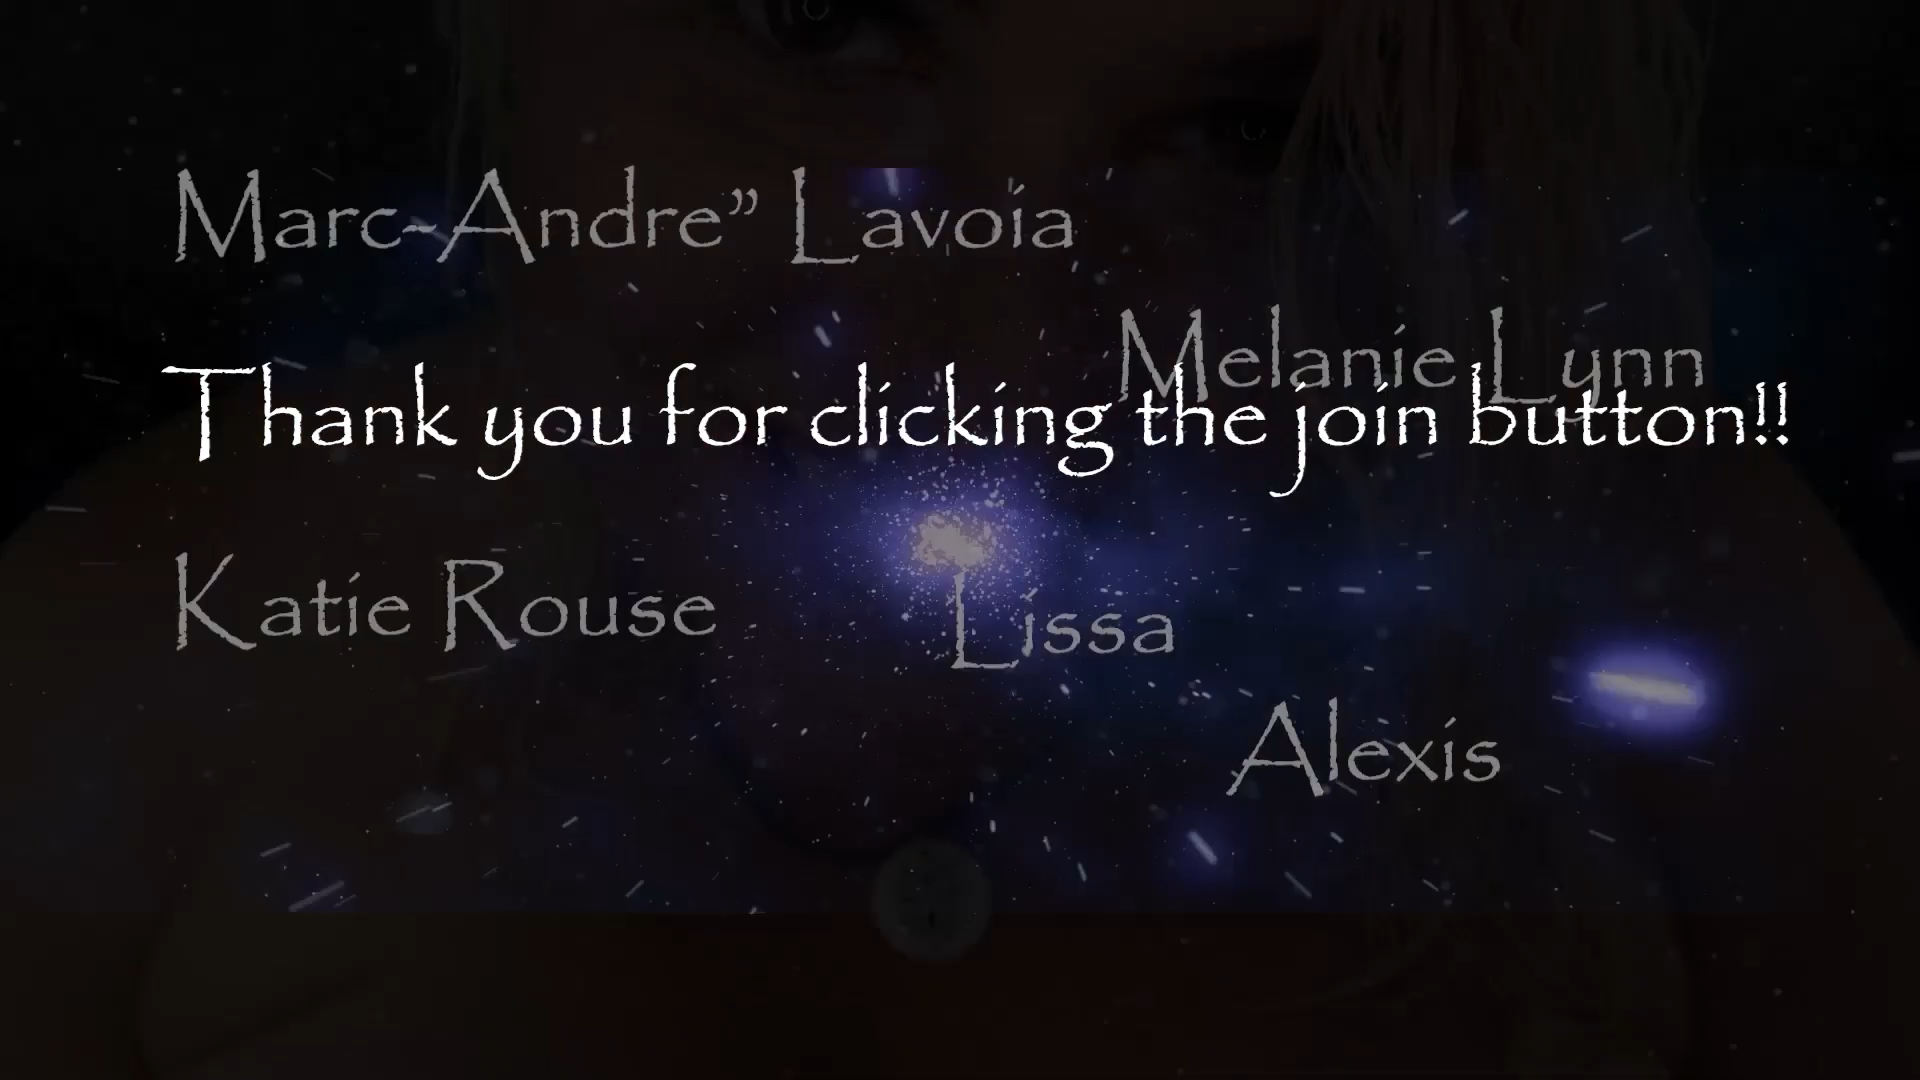 Marc-Andre” Lavoia
Melanie Lynn
Thank you for clicking the join button!!
Katie Rouse
Lissa
Alexis